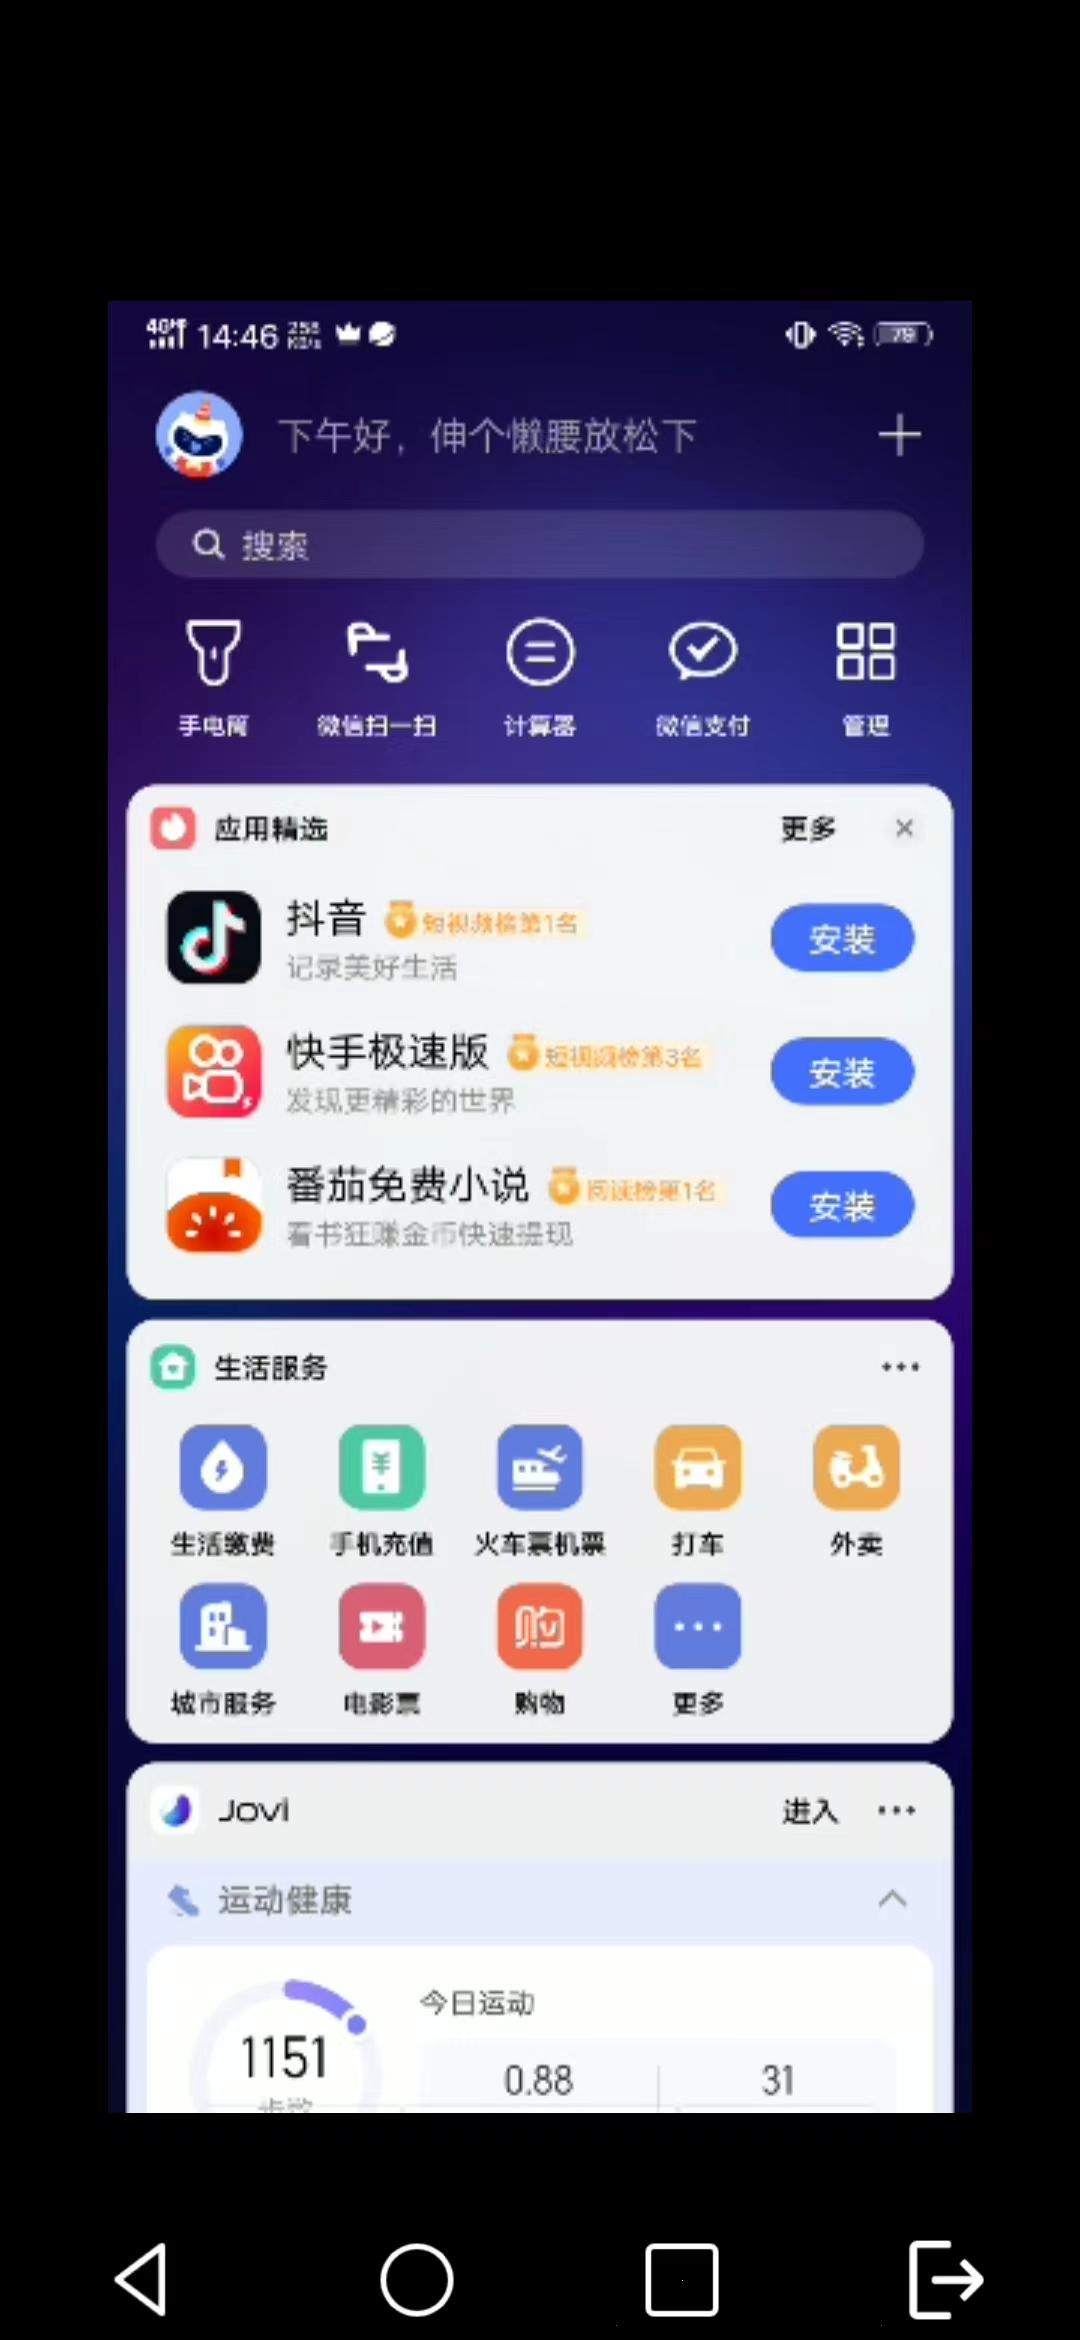 14:46
79
下午好，伸个懒腰放松下
搜索
手电筒 微信扫一扫 计算器 微信支付 管理
应用精选 更多
抖音 短视频榜第1名
记录美好生活
安装
快手极速版 短视频榜第3名
发现更精彩的世界
安装
番茄免费小说 阅读榜第1名
看书狂赚金币快速提现
安装
生活服务
生活缴费 手机充值 火车票机票 打车 外卖
城市服务 电影票 购物 更多
Jovi 进入
运动健康
今日运动
1151
0.88 31